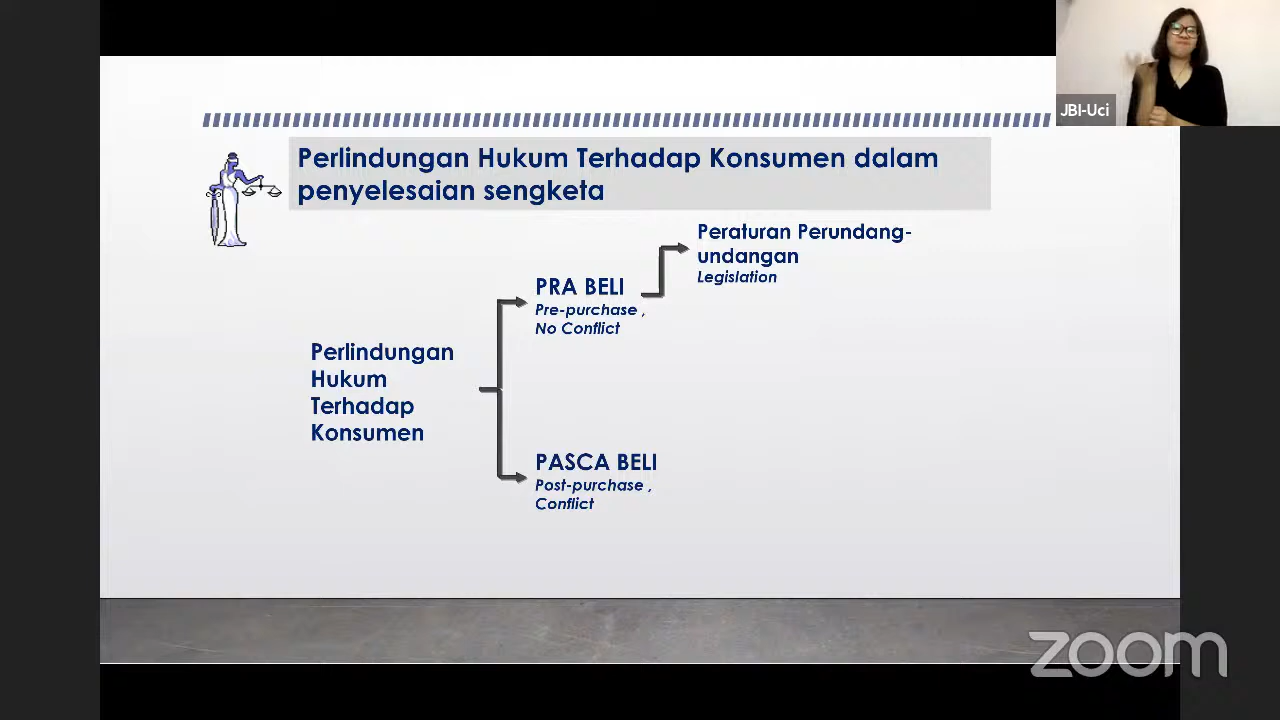 JBI-Uci
Perlindungan Hukum Terhadap Konsumen dalam
penyelesaian sengketa
Peraturan Perundang-
undangan
Legislation
PRA BELI
Pre-purchase ,
No Conflict
Perlindungan
Hukum
Terhadap
Konsumen
PASCA BELI
Post-purchase ,
Conflict
zoom